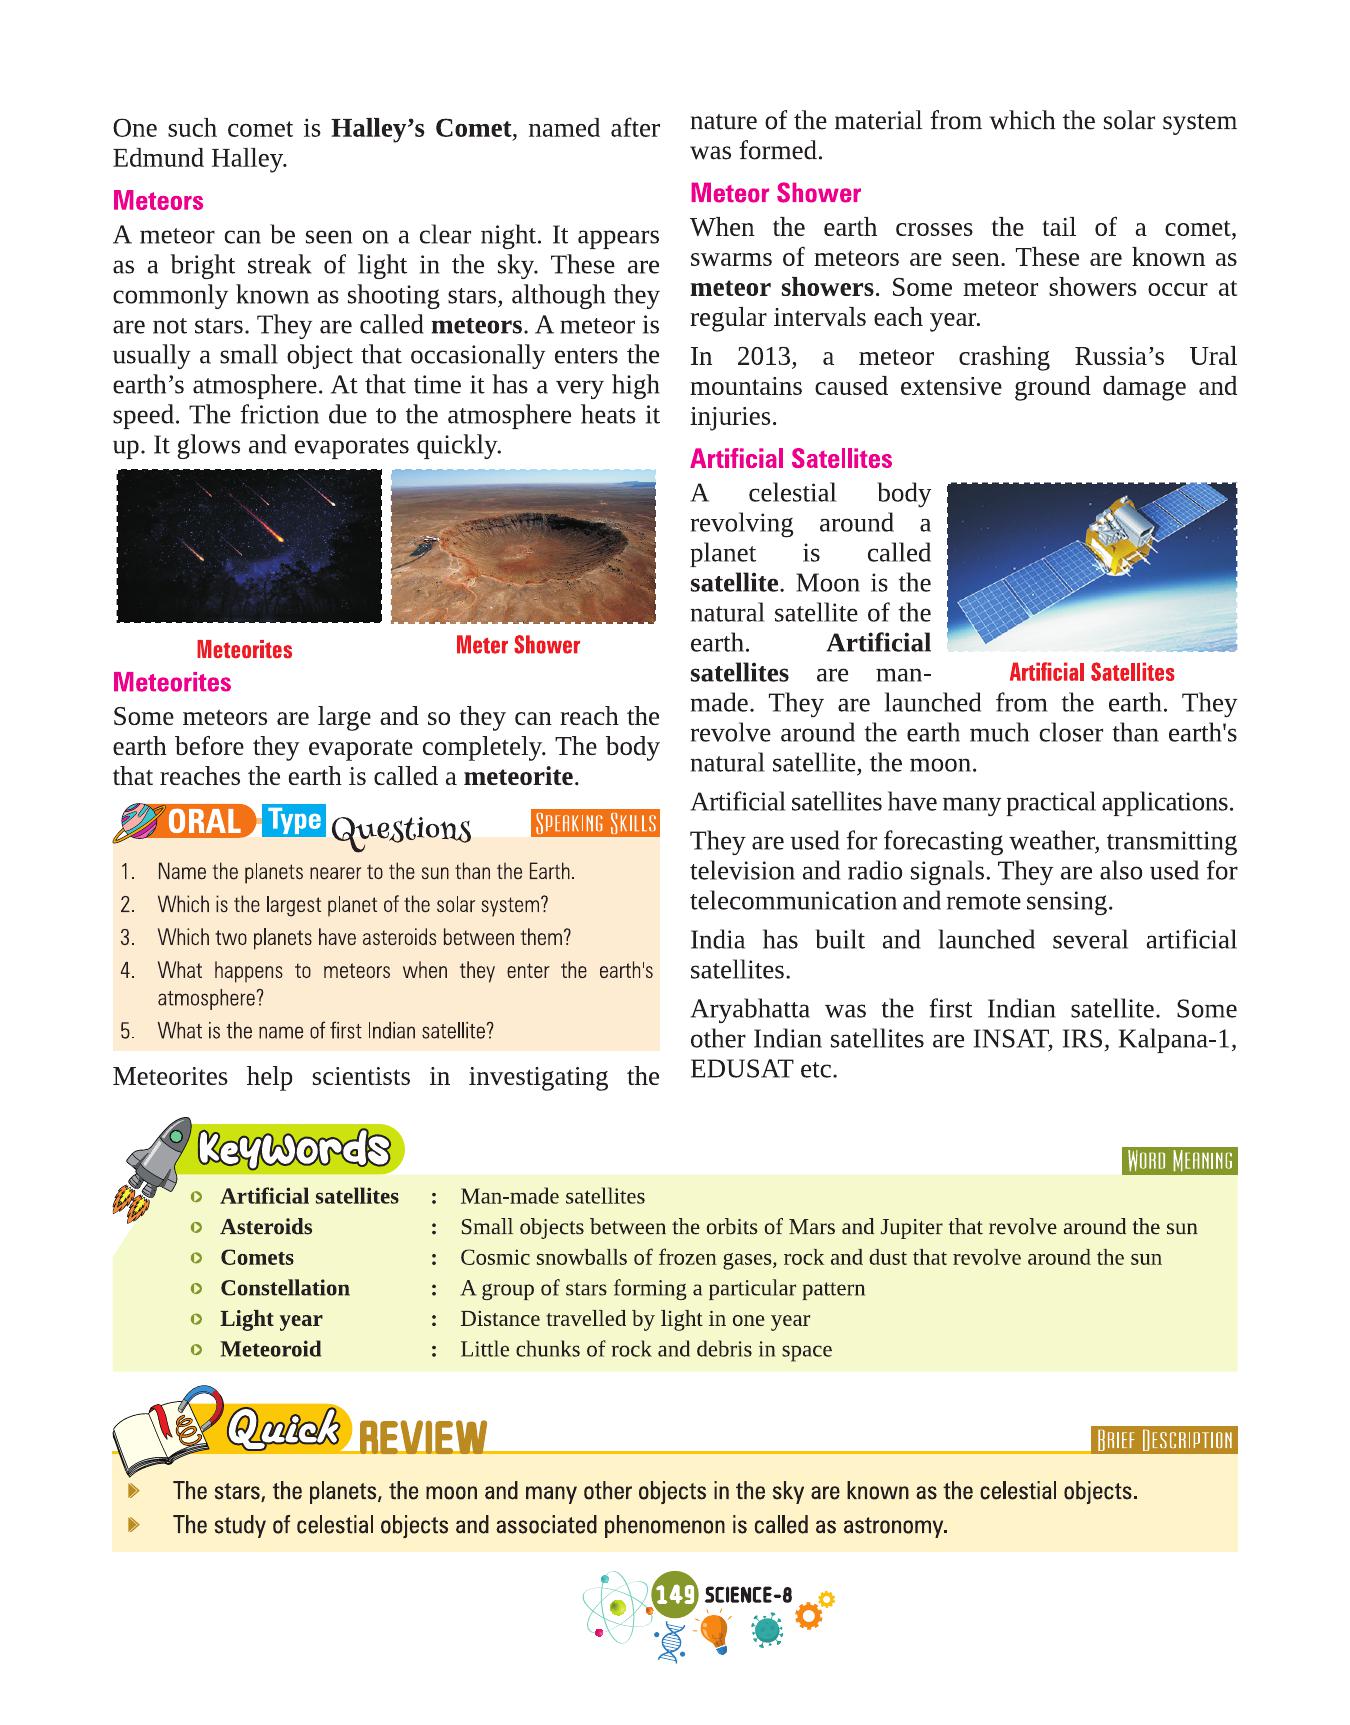 One such comet is Halley’s Comet, named after
Edmund Halley.
Meteors
A meteor can be seen on a clear night. It appears
as a bright streak of light in the sky. These are
commonly known as shooting stars, although they
are not stars. They are called meteors. A meteor is
usually a small object that occasionally enters the
earth’s atmosphere. At that time it has a very high
speed. The friction due to the atmosphere heats it
up. It glows and evaporates quickly.
Meteorites
Meter Shower
Meteorites
Some meteors are large and so they can reach the
earth before they evaporate completely. The body
that reaches the earth is called a meteorite.
ORAL Type Questions
SPEAKING SKILLS
1. Name the planets nearer to the sun than the Earth.
2. Which is the largest planet of the solar system?
3. Which two planets have asteroids between them?
4. What happens to meteors when they enter the earth's
atmosphere?
5. What is the name of first Indian satellite?
Meteorites help scientists in investigating the
nature of the material from which the solar system
was formed.
Meteor Shower
When the earth crosses the tail of a comet,
swarms of meteors are seen. These are known as
meteor showers. Some meteor showers occur at
regular intervals each year.
In 2013, a meteor crashing Russia’s Ural
mountains caused extensive ground damage and
injuries.
Artificial Satellites
A celestial body
revolving around a
planet is called
satellite. Moon is the
natural satellite of the
earth. Artificial
satellites are man-
Artificial Satellites
made. They are launched from the earth. They
revolve around the earth much closer than earth's
natural satellite, the moon.
Artificial satellites have many practical applications.
They are used for forecasting weather, transmitting
television and radio signals. They are also used for
telecommunication and remote sensing.
India has built and launched several artificial
satellites.
Aryabhatta was the first Indian satellite. Some
other Indian satellites are INSAT, IRS, Kalpana-1,
EDUSAT etc.
KeyWords
WORD MEANING
Artificial satellites : Man-made satellites
Asteroids : Small objects between the orbits of Mars and Jupiter that revolve around the sun
Comets : Cosmic snowballs of frozen gases, rock and dust that revolve around the sun
Constellation : A group of stars forming a particular pattern
Light year : Distance travelled by light in one year
Meteoroid : Little chunks of rock and debris in space
Quick REVIEW
BRIEF DESCRIPTION
The stars, the planets, the moon and many other objects in the sky are known as the celestial objects.
The study of celestial objects and associated phenomenon is called as astronomy.
149 SCIENCE-8